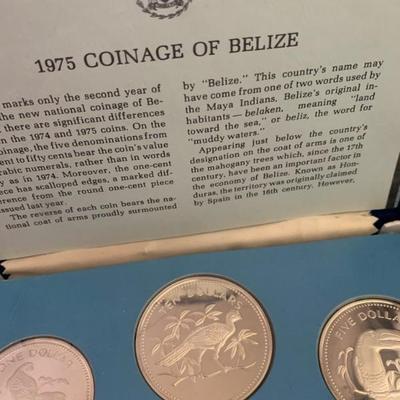 1975 COINAGE OF BELIZE
marks only the second year of
the new national coinage of Be-
there are significant differences
n the 1974 and 1975 coins. On the
oinage, the five denominations from
ent to fifty cents bear the coin's value
rabic numerals, rather than in words
y as in 1974. Moreover, the one-cent
iece has scalloped edges, a marked dif-
erence from the round one-cent piece
issued last year.
The reverse of each coin bears the na-
tional coat of arms proudly surmounted
by "Belize." This country's name may
have come from one of two words used by
the Maya Indians, Belize's original in-
habitants — belaken, meaning "land
toward the sea," or beliz, the word for
"muddy waters."
Appearing just below the country's
designation on the coat of arms is one of
the mahogany trees which, since the 17th
century, have been an important factor in
the economy of Belize. Known as Hon-
duras, the territory was originally claimed
by Spain in the 16th century. However,
ONE DOLLAR
TEN DOLLARS
FIVE DOLLA